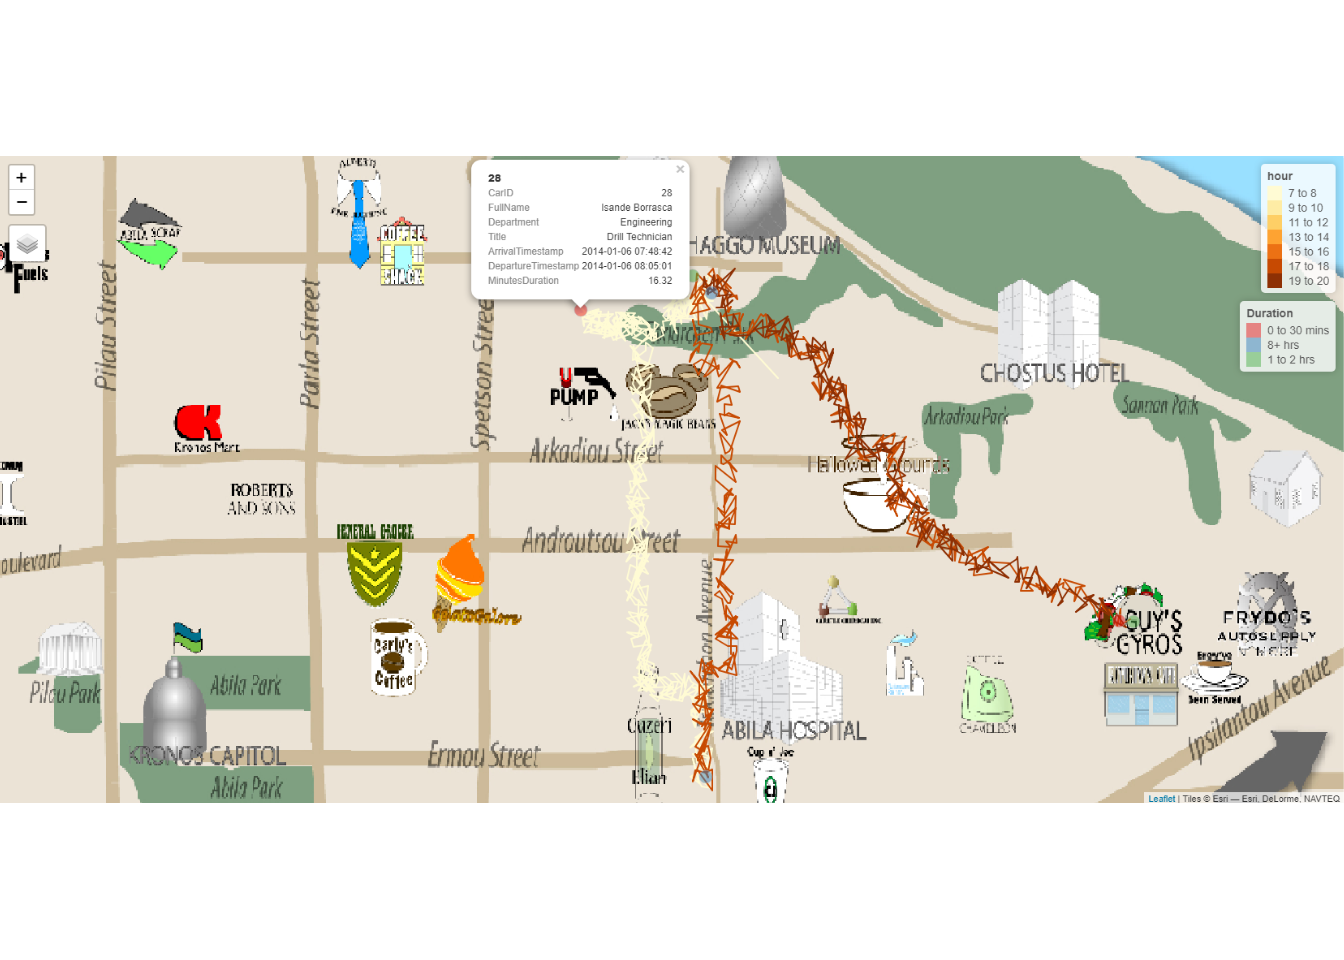 +
−
Fuels
ABILA SCRAP
COFFEE
SHACK
28
×
CarID 28
FullName Isande Borrasca
Department Engineering
Title Drill Technician
ArrivalTimestamp 2014-01-06 07:48:42
DepartureTimestamp 2014-01-06 08:05:01
MinutesDuration 16.32
HAGGO MUSEUM
hour
7 to 8
9 to 10
11 to 12
13 to 14
15 to 16
17 to 18
19 to 20
Duration
0 to 30 mins
8+ hrs
1 to 2 hrs
Pilau Street
Parla Street
Spetson Stree
U
PUMP
JACK'S MAGIC BEANS
CHOSTUS HOTEL
Arkadiou Park
Sannan Park
K
Kronos Mart
Arkadiou Street
Hallowed Grounds
ROBERTS
AND SONS
GENERAL GROCER
Androutsou Street
oulevard
GUY'S
GYROS
FRYDO'S
AUTOSUPPLY
N' MORE
Carly's
Coffee
Brew've
Been Served
Pilau Park
Abila Park
KRONOS CAPITOL
Abila Park
Ermou Street
Ouzeri
Elian
ABILA HOSPITAL
Cup n' Joe
CHAMELEON
Ipsilantou Avenue
Leaflet | Tiles © Esri — Esri, DeLorme, NAVTEQ